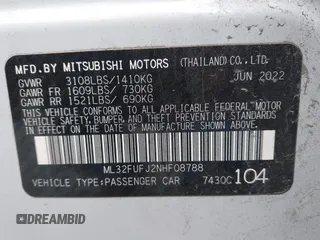 MFD.BY MITSUBISHI MOTORS (THAILAND)CO.,LTD.
GVWR 3108LBS/1410KG JUN 2022
GAWR FR 1609LBS/ 730KG
GAWR RR 1521LBS/ 690KG
THIS VEHICLE CONFORMS TO ALL APPLICABLE FEDERAL MOTOR VEHICLE SAFETY, BUMPER, AND THEFT PREVENTION STANDARDS IN EFFECT ON THE DATE OF MANUFACTURE SHOWN ABOVE.
ML32FUFJ2NHF08788
VEHICLE TYPE:PASSENGER CAR 7430C 104
DREAMBID